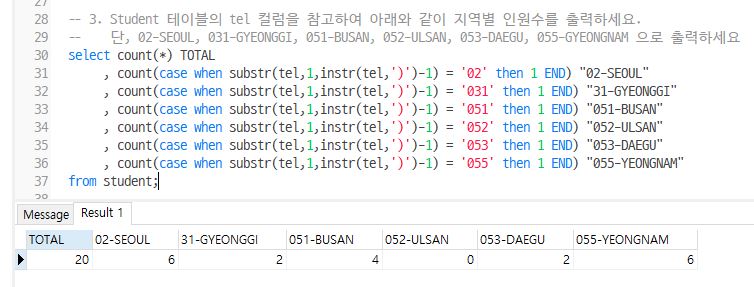 27
28 -- 3. Student 테이블의 tel 컬럼을 참고하여 아래와 같이 지역별 인원수를 출력하세요.
29 --    단, 02-SEOUL, 031-GYEONGGI, 051-BUSAN, 052-ULSAN, 053-DAEGU, 055-GYEONGNAM 으로 출력하세요
30 select count(*) TOTAL
31 , count(case when substr(tel,1,instr(tel,')')-1) = '02' then 1 END) "02-SEOUL"
32 , count(case when substr(tel,1,instr(tel,')')-1) = '031' then 1 END) "31-GYEONGGI"
33 , count(case when substr(tel,1,instr(tel,')')-1) = '051' then 1 END) "051-BUSAN"
34 , count(case when substr(tel,1,instr(tel,')')-1) = '052' then 1 END) "052-ULSAN"
35 , count(case when substr(tel,1,instr(tel,')')-1) = '053' then 1 END) "053-DAEGU"
36 , count(case when substr(tel,1,instr(tel,')')-1) = '055' then 1 END) "055-YEONGNAM"
37 from student;
Message Result 1
TOTAL 02-SEOUL 31-GYEONGGI 051-BUSAN 052-ULSAN 053-DAEGU 055-YEONGNAM
20 6 2 4 0 2 6